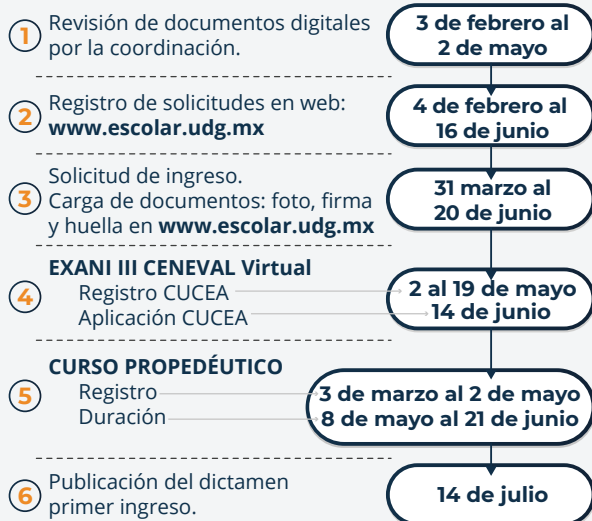 1
Revisión de documentos digitales
por la coordinación.
3 de febrero al
2 de mayo
2
Registro de solicitudes en web:
www.escolar.udg.mx
4 de febrero al
16 de junio
3
Solicitud de ingreso.
Carga de documentos: foto, firma
y huella en www.escolar.udg.mx
31 marzo al
20 de junio
4
EXANI III CENEVAL Virtual
Registro CUCEA
2 al 19 de mayo
Aplicación CUCEA
14 de junio
5
CURSO PROPEDÉUTICO
Registro
3 de marzo al 2 de mayo
Duración
8 de mayo al 21 de junio
6
Publicación del dictamen
primer ingreso.
14 de julio